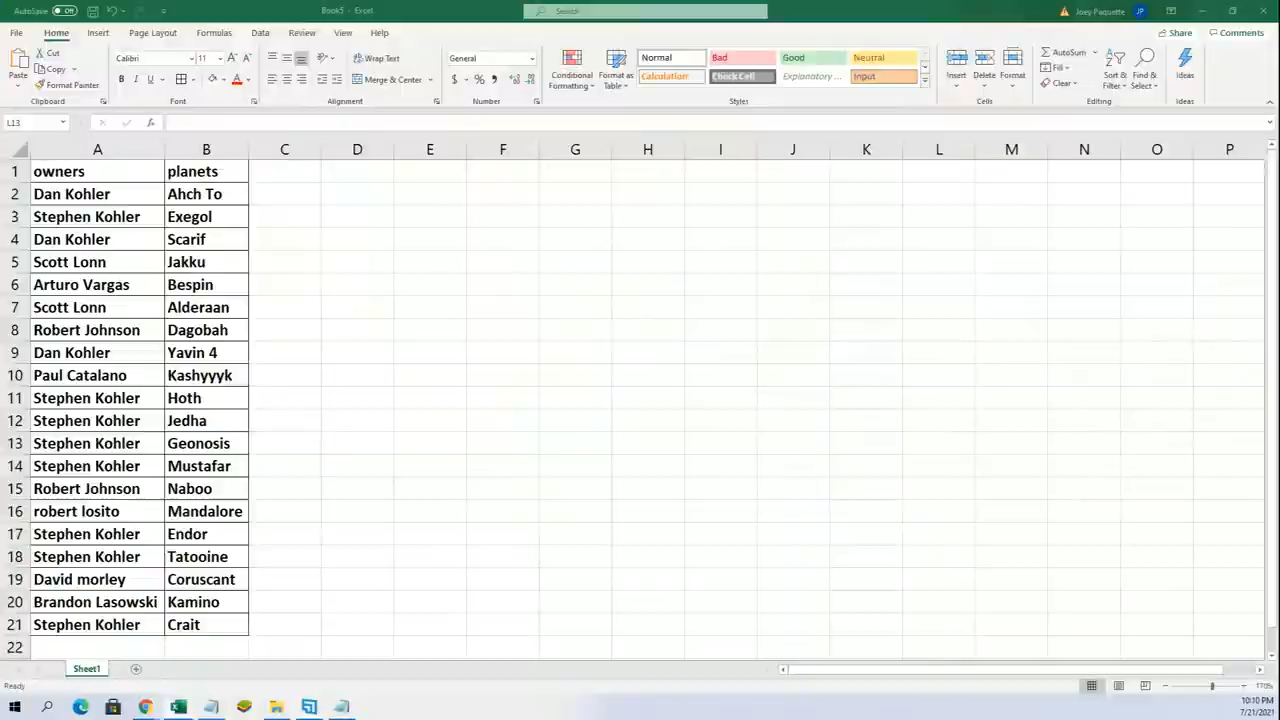 AutoSave Off Book5 - Excel Search Joey Paquette JP
File Home Insert Page Layout Formulas Data Review View Help Share Comments
Paste Cut Copy Format Painter Clipboard
Calibri 11 A A B I U A Font
Wrap Text Merge & Center Alignment
General $ % Number
Conditional Formatting Format as Table
Normal Bad Good Neutral
Calculation Check Cell Explanatory ... Input
Styles
Insert Delete Format Cells
AutoSum Fill Clear Sort & Filter Find & Select Editing
Ideas Ideas
L13 fx
A B C D E F G H I J K L M N O P
1 owners planets
2 Dan Kohler Ahch To
3 Stephen Kohler Exegol
4 Dan Kohler Scarif
5 Scott Lonn Jakku
6 Arturo Vargas Bespin
7 Scott Lonn Alderaan
8 Robert Johnson Dagobah
9 Dan Kohler Yavin 4
10 Paul Catalano Kashyyyk
11 Stephen Kohler Hoth
12 Stephen Kohler Jedha
13 Stephen Kohler Geonosis
14 Stephen Kohler Mustafar
15 Robert Johnson Naboo
16 robert losito Mandalore
17 Stephen Kohler Endor
18 Stephen Kohler Tatooine
19 David morley Coruscant
20 Brandon Lasowski Kamino
21 Stephen Kohler Crait
22
Sheet1
Ready 170%
10:10 PM
7/21/2021